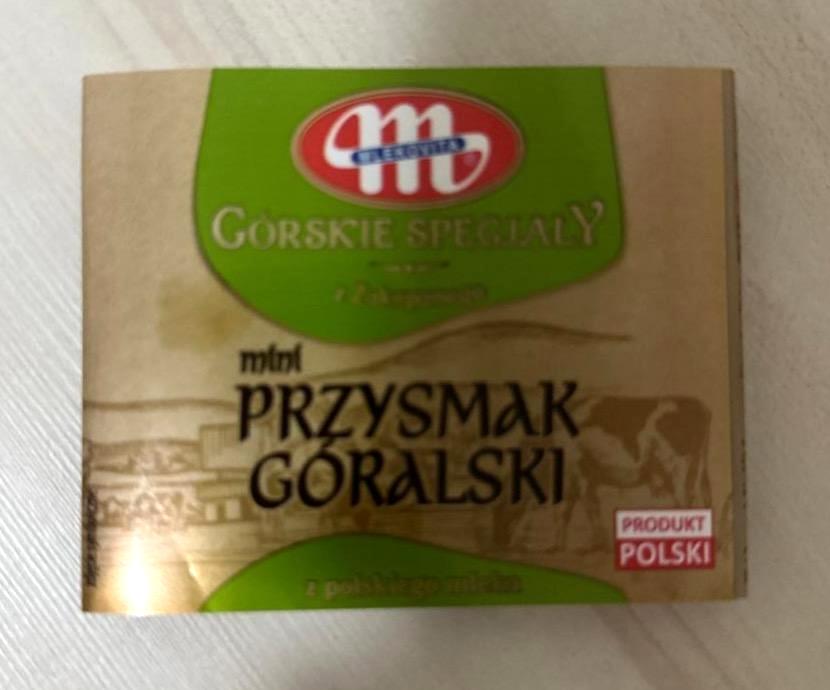 MLEKOVITA
GÓRSKIE SPECJAŁY
z Zakopanego
mini
PRZYSMAK
GÓRALSKI
PRODUKT
POLSKI
z polskiego mleka